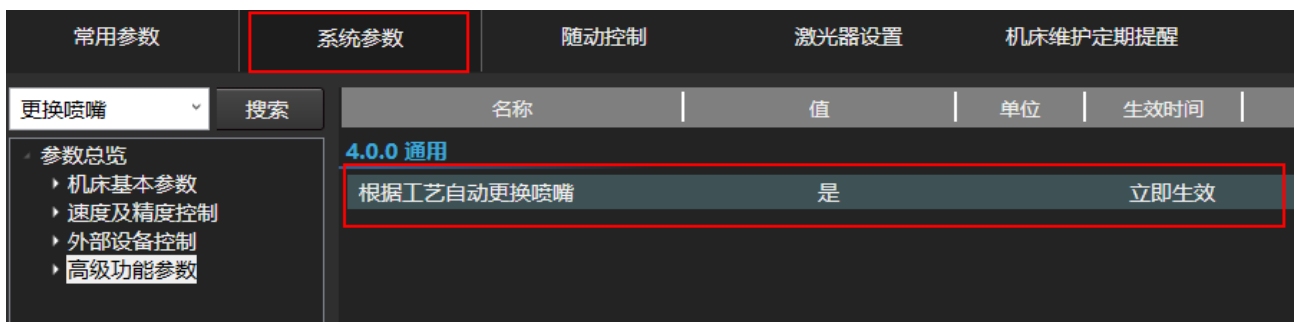 常用参数 系统参数 随动控制 激光器设置 机床维护定期提醒
更换喷嘴 搜索 名称 值 单位 生效时间
参数总览
机床基本参数
速度及精度控制
外部设备控制
高级功能参数
4.0.0 通用
根据工艺自动更换喷嘴 是 立即生效